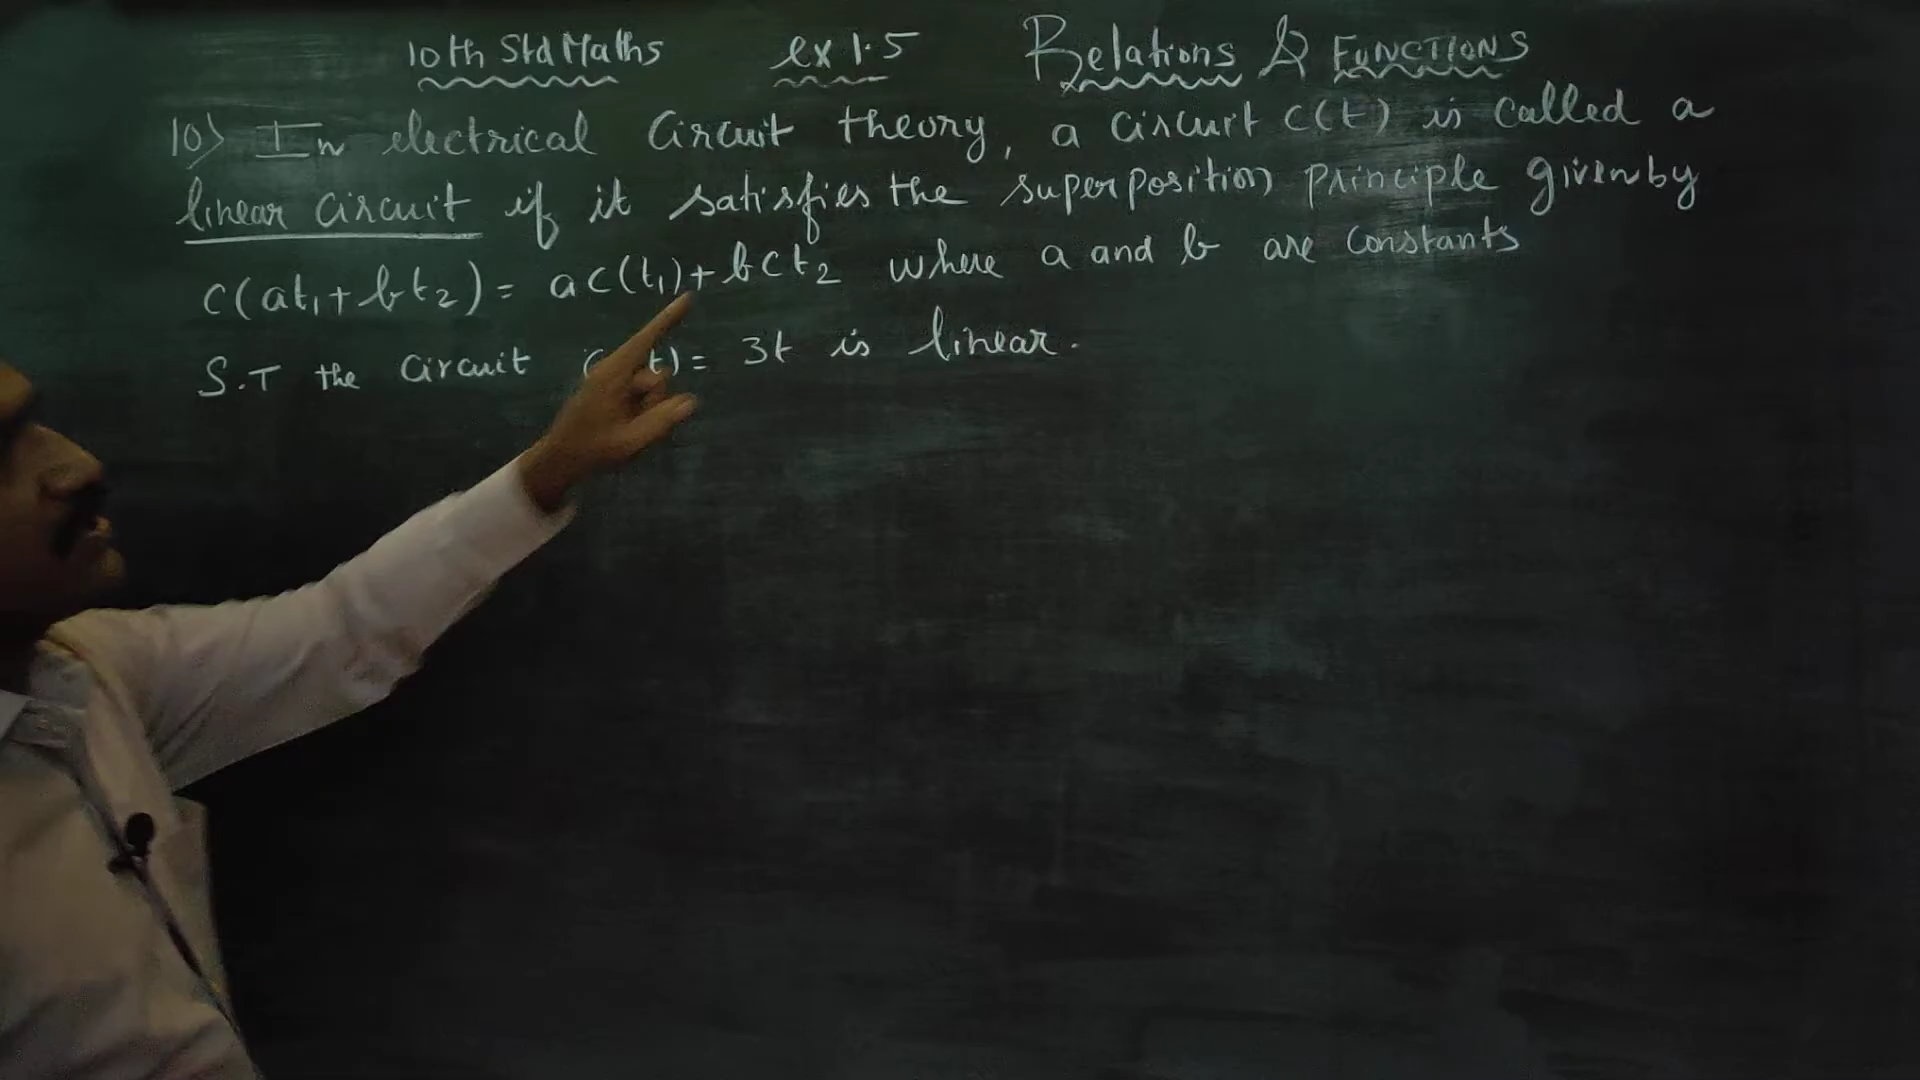 10th Std Maths ex 1.5 Relations & FUNCTIONS
10) In electrical Circuit theory, a circuit C(t) is called a
linear circuit if it satisfies the superposition principle given by
C(at₁ + bt₂) = aC(t₁) + bCt₂ where a and b are constants
S.T the circuit t) = 3t is linear.